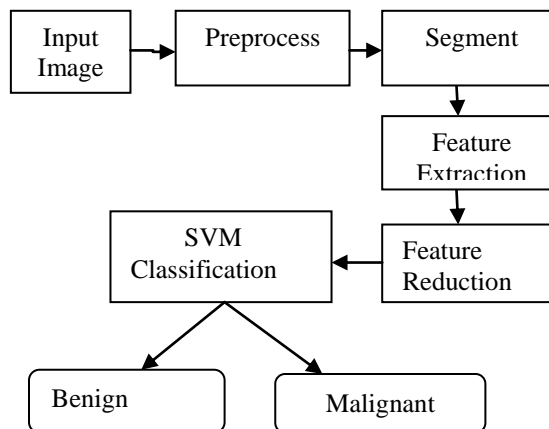 Input
Image
Preprocess
Segment
Feature
Extraction
Feature
Reduction
SVM
Classification
Benign
Malignant